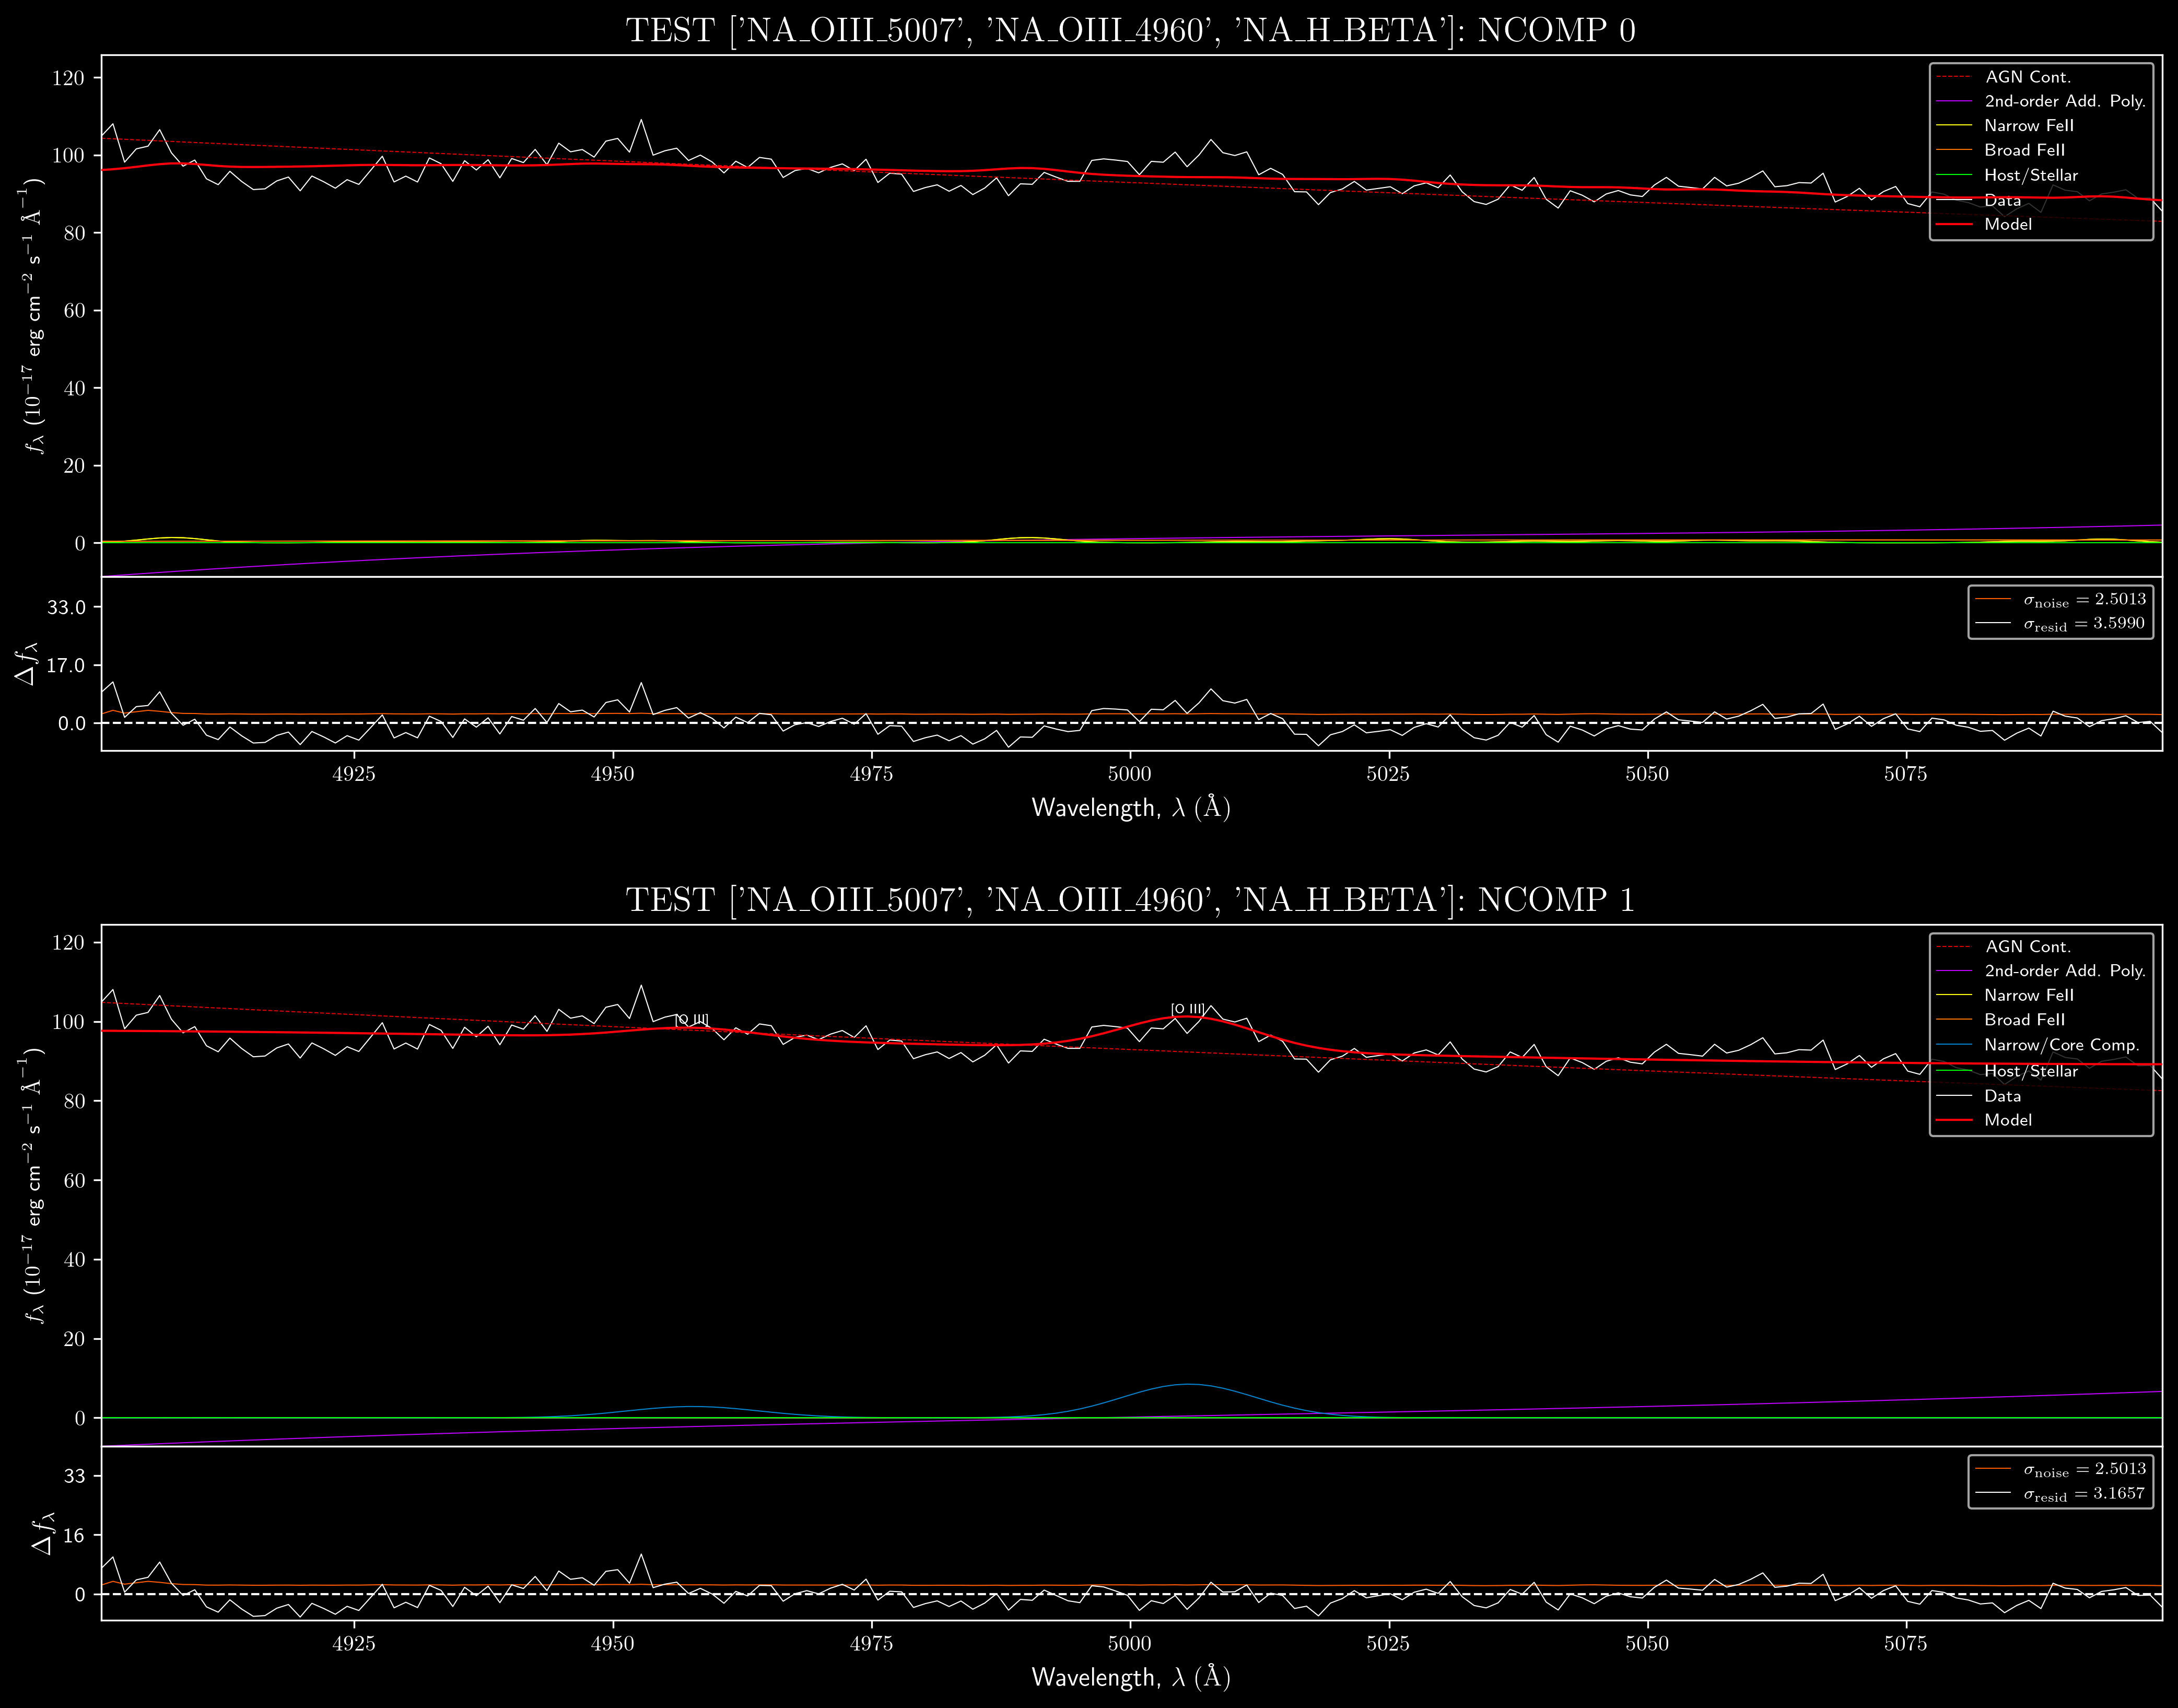 TEST ['NA_OIII_5007', 'NA_OIII_4960', 'NA_H_BETA']: NCOMP 0
120
100
80
60
40
20
0
fλ (10⁻¹⁷ erg cm⁻² s⁻¹ Å⁻¹)
AGN Cont.
2nd-order Add. Poly.
Narrow FeII
Broad FeII
Host/Stellar
Data
Model
33.0
17.0
0.0
Δfλ
σnoise = 2.5013
σresid = 3.5990
4925 4950 4975 5000 5025 5050 5075
Wavelength, λ (Å)
TEST ['NA_OIII_5007', 'NA_OIII_4960', 'NA_H_BETA']: NCOMP 1
120
100
80
60
40
20
0
fλ (10⁻¹⁷ erg cm⁻² s⁻¹ Å⁻¹)
[O III]
[O III]
AGN Cont.
2nd-order Add. Poly.
Narrow FeII
Broad FeII
Narrow/Core Comp.
Host/Stellar
Data
Model
33
16
0
Δfλ
σnoise = 2.5013
σresid = 3.1657
4925 4950 4975 5000 5025 5050 5075
Wavelength, λ (Å)